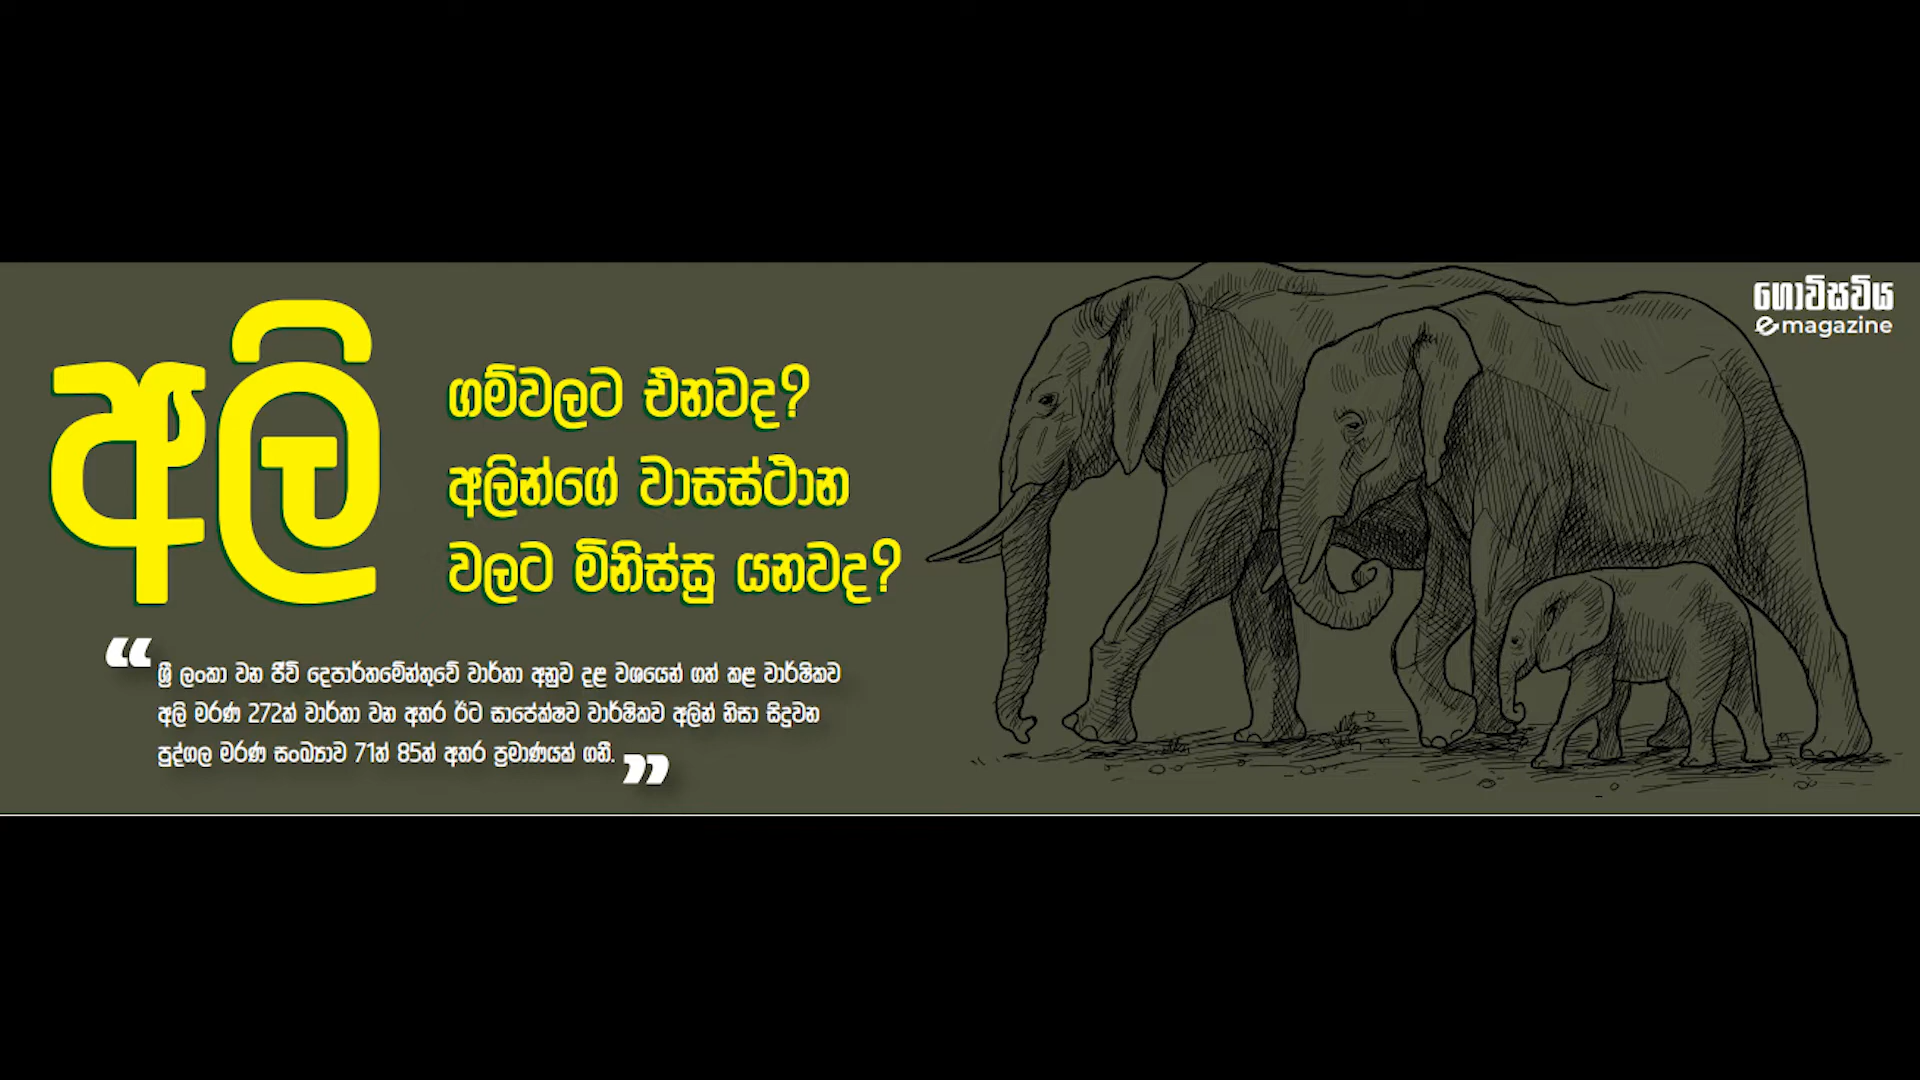 අලි
ගම්වලට එනවද?
අලින්ගේ වාසස්ථාන
වලට මිනිස්සු යනවද?
“ ශ්‍රී ලංකා වන ජීවි දෙපාර්තමේන්තුවේ වාර්තා අනුව දළ වශයෙන් ගත් කළ වාර්ෂිකව
අලි මරණ 272ක් වාර්තා වන අතර ඊට සාපේක්ෂව වාර්ෂිකව අලින් නිසා සිදුවන
පුද්ගල මරණ සංඛ්‍යාව 71ත් 85ත් අතර ප්‍රමාණයක් ගනී. ”
ගොවිසවිය
e magazine